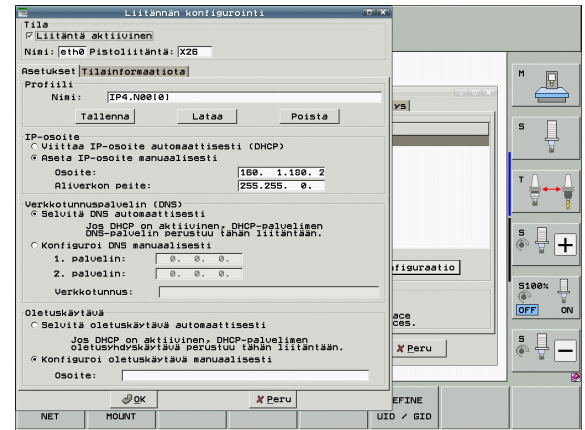 Liitännän konfigurointi
Tila
Liitäntä aktiivinen
Nimi: eth0 Pistoliitäntä: X26
Asetukset Tilainformaatiota
Profiili
Nimi: IP4.N00[0]
Tallenna Lataa Poista
IP-osoite
Viittaa IP-osoite automaattisesti (DHCP)
Aseta IP-osoite manuaalisesti
Osoite: 160. 1.180. 2
Aliverkon peite: 255.255. 0.
Verkkotunnuspalvelin (DNS)
Selvitä DNS automaattisesti
Jos DHCP on aktiivinen, DHCP-palvelimen
DNS-palvelin perustuu tähän liitäntään.
Konfiguroi DNS manuaalisesti
1. palvelin: 0. 0. 0.
2. palvelin: 0. 0. 0.
Verkkotunnus:
Oletuskäytävä
Selvitä oletuskäytävä automaattisesti
Jos DHCP on aktiivinen, DHCP-palvelimen
oletusyhdyskäytävä perustuu tähän liitäntään.
Konfiguroi oletuskäytävä manuaalisesti
Osoite:
OK Peru
ys
nfiguraatio
ace
ces.
Peru
NET MOUNT
EFINE
UID / GID
M
S
T
S
S100%
OFF ON
S